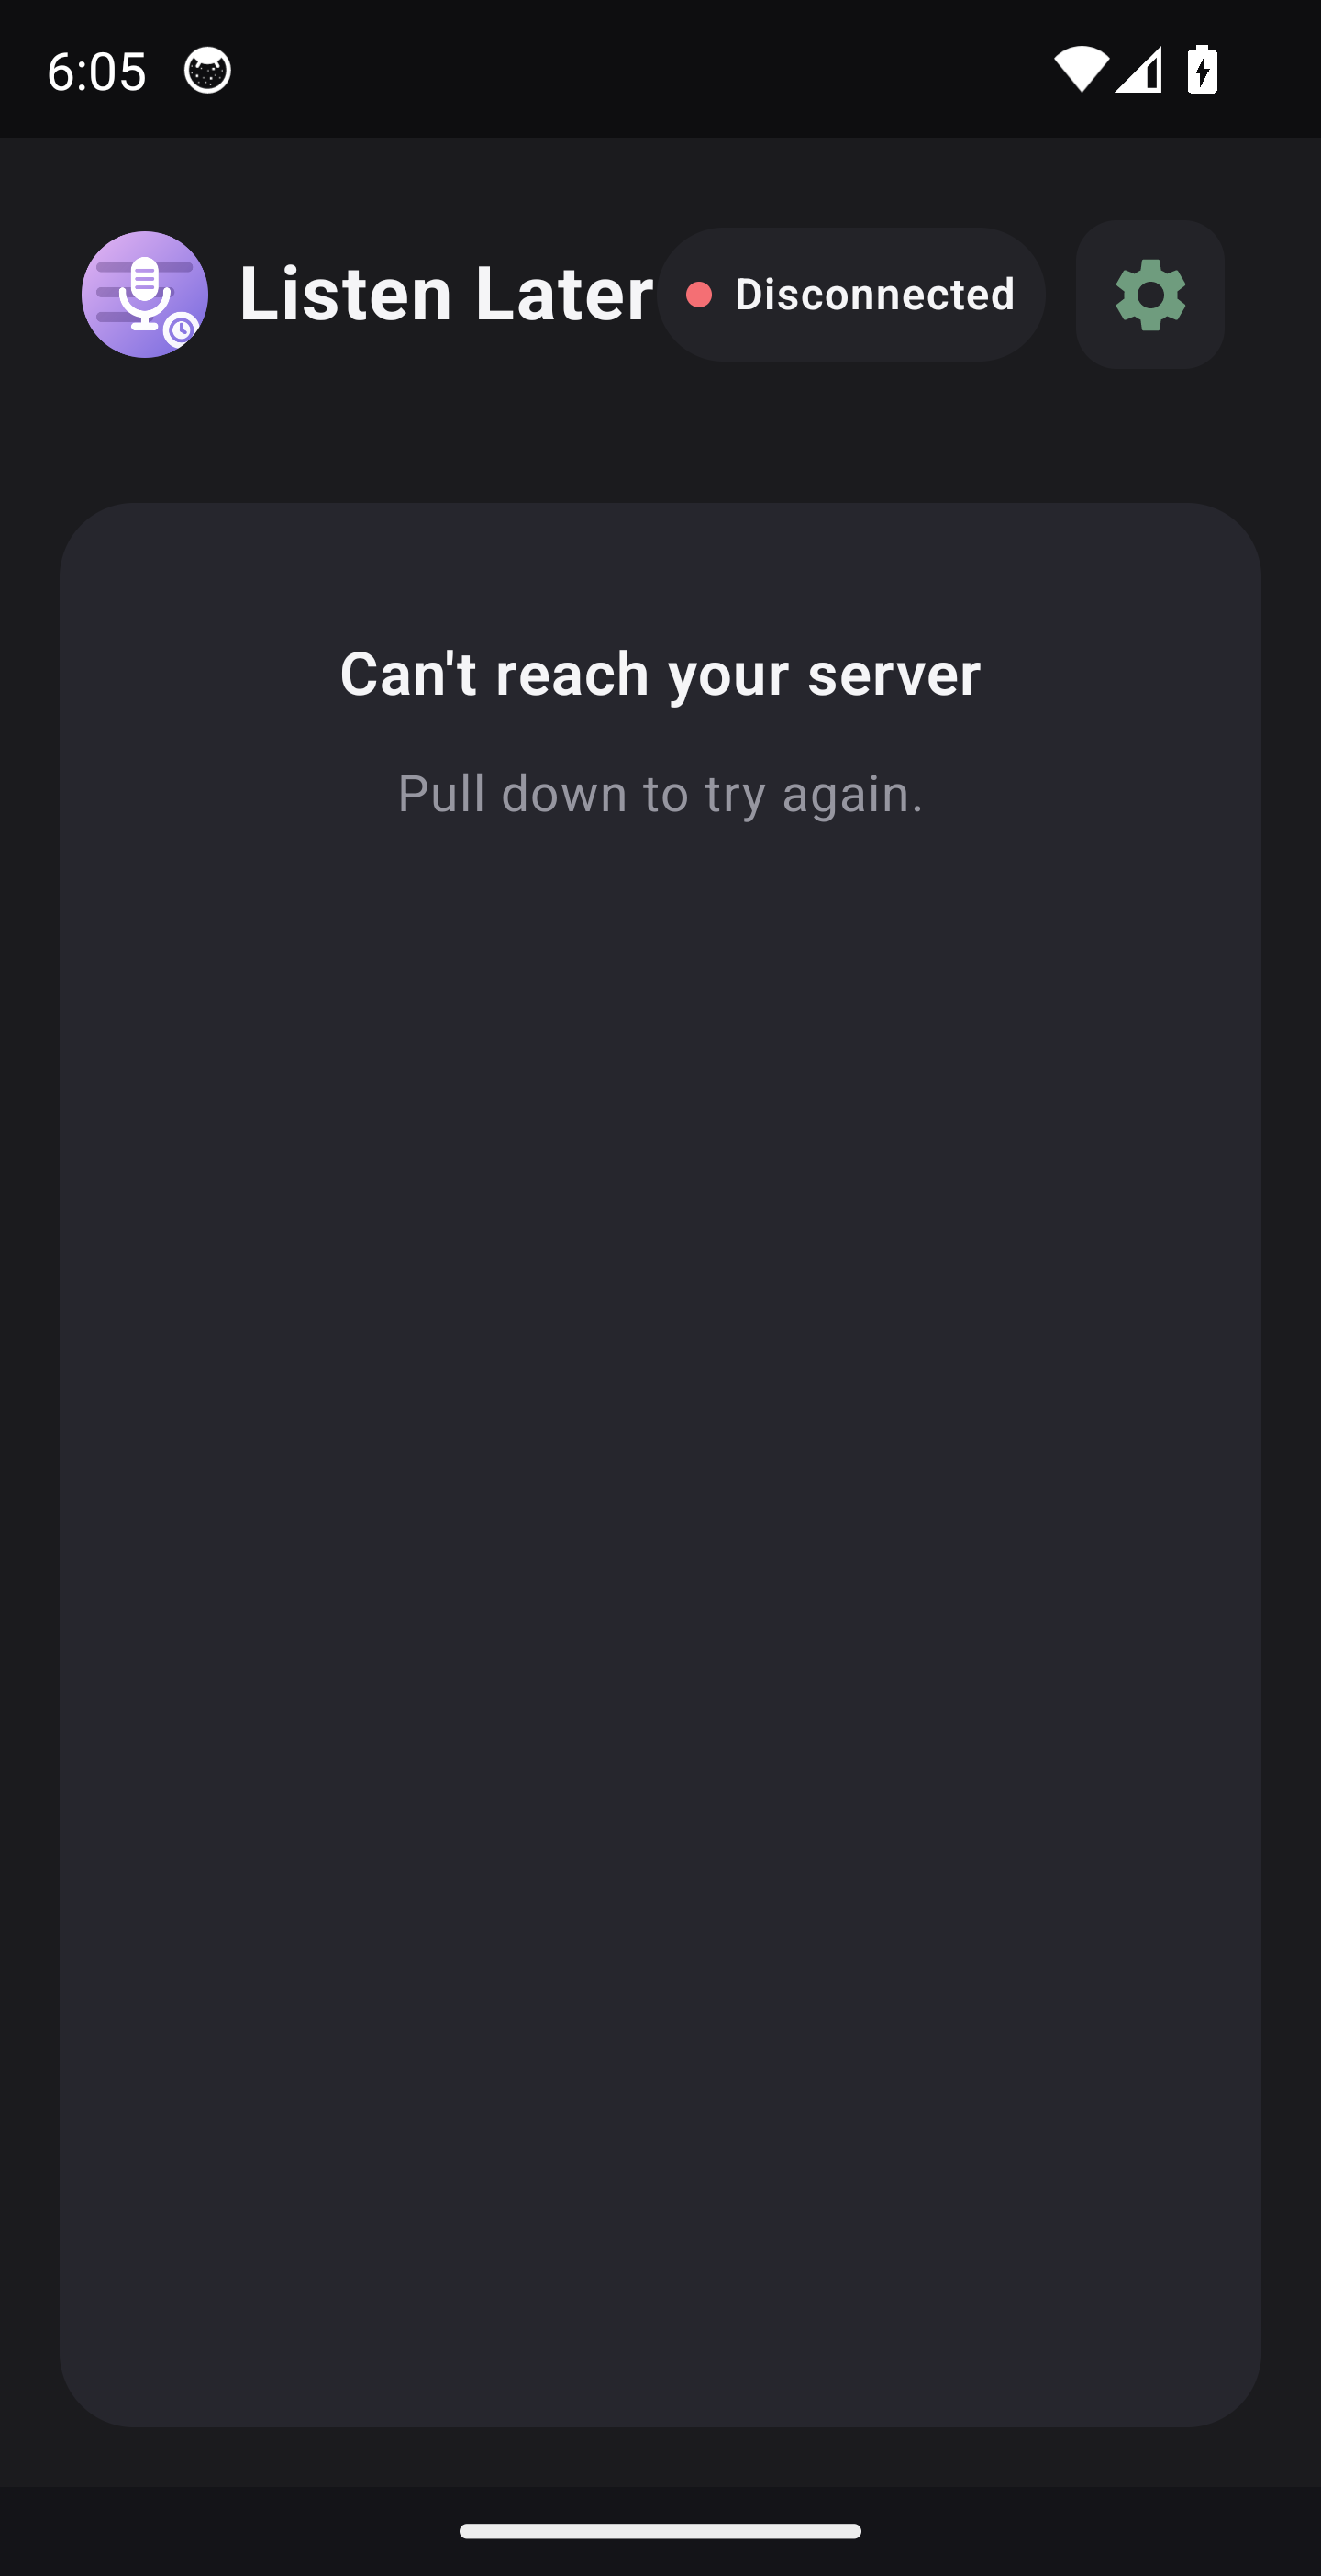 6:05
Listen Later
Disconnected
Can't reach your server
Pull down to try again.